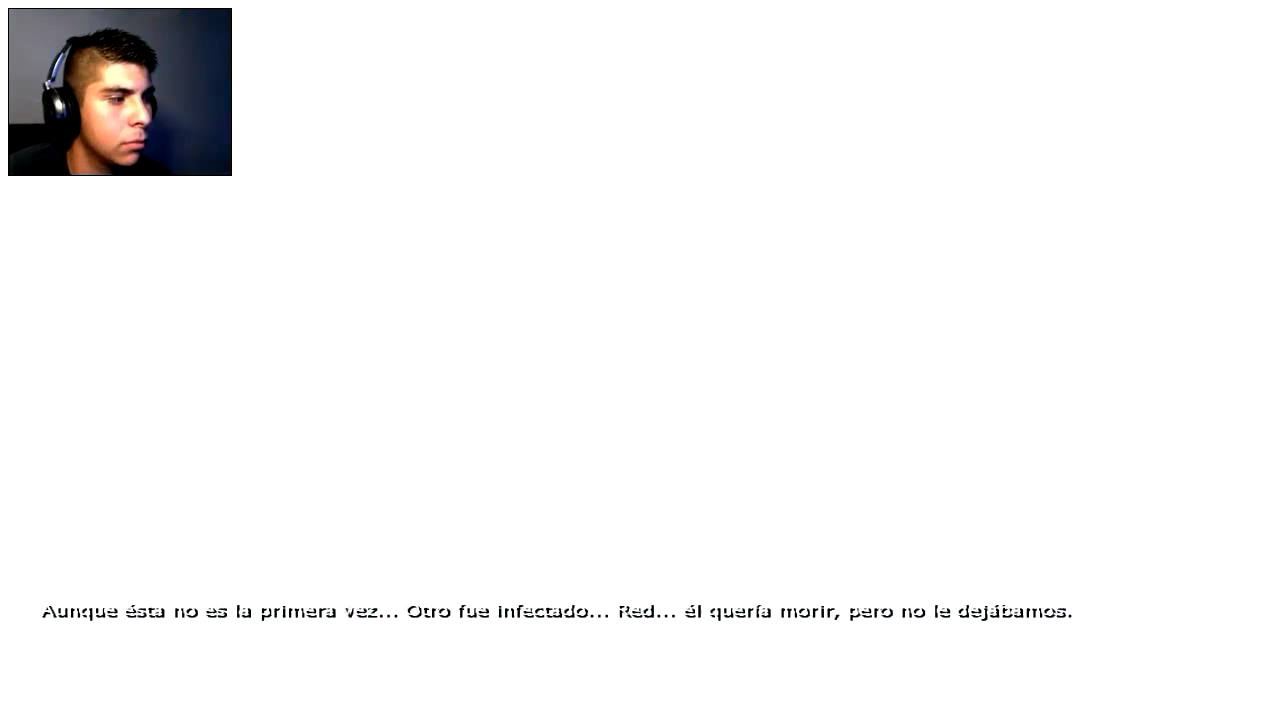 Aunque ésta no es la primera vez... Otro fue infectado... Red... él quería morir, pero no le dejábamos.